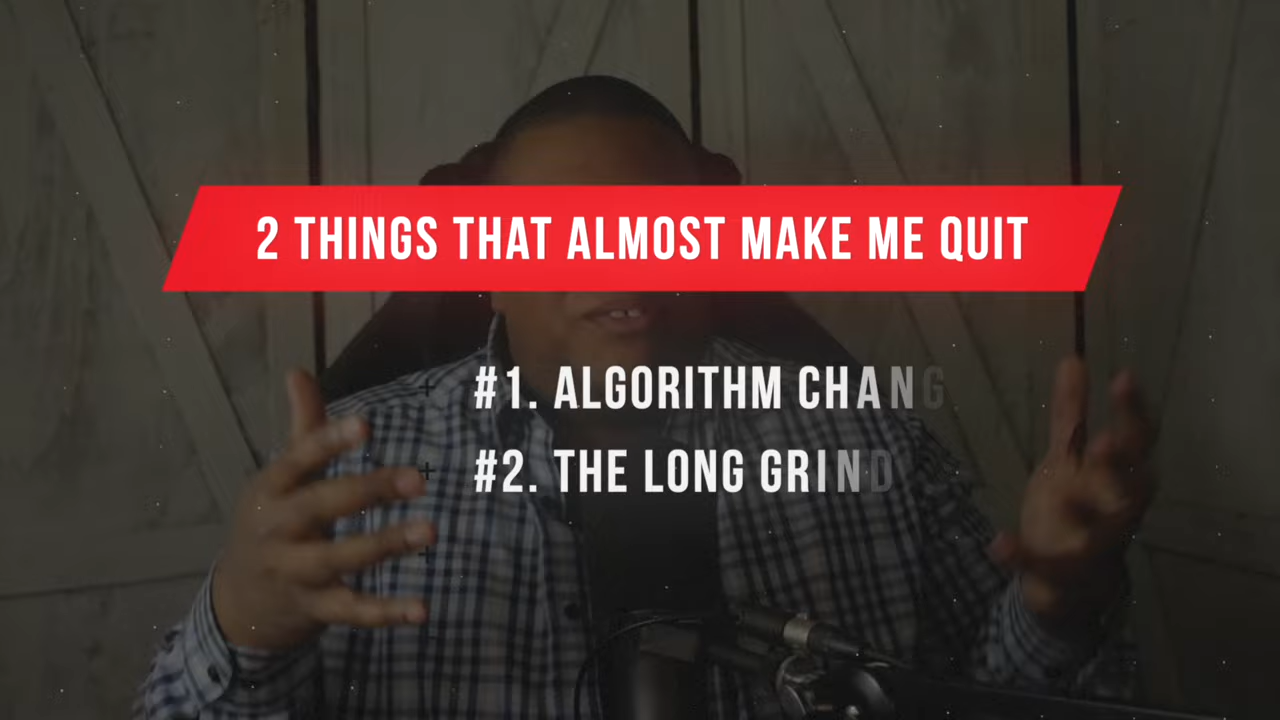 2 THINGS THAT ALMOST MAKE ME QUIT
#1. ALGORITHM CHANG
#2. THE LONG GRIND